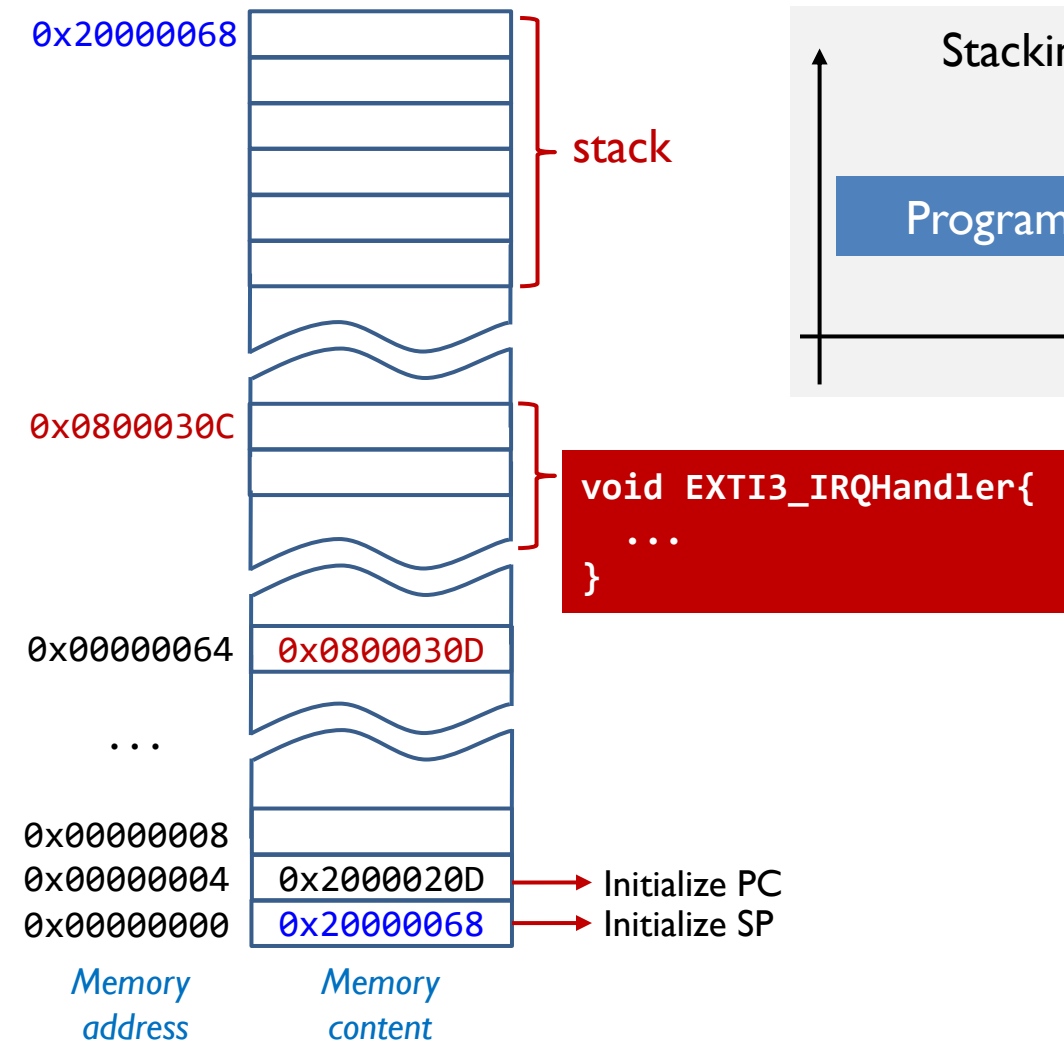 0x20000068
stack
Program
0x0800030C
void EXTI3_IRQHandler{
...
}
0x00000064 0x0800030D
...
0x00000008
0x00000004 0x2000020D Initialize PC
0x00000000 0x20000068 Initialize SP
Memory address
Memory content